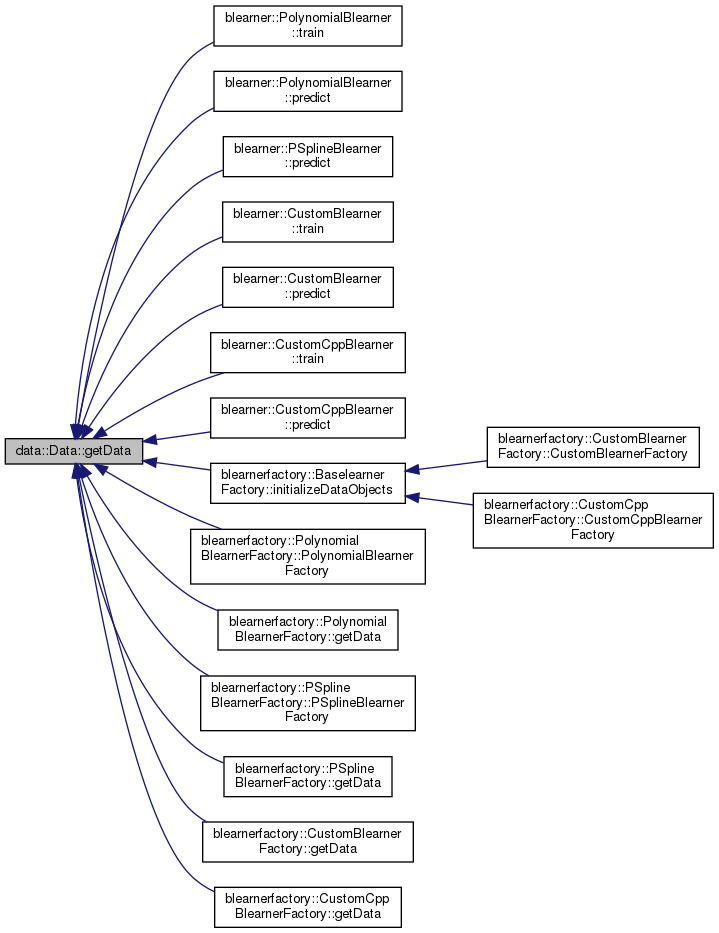 blearner::PolynomialBlearner
::train
blearner::PolynomialBlearner
::predict
blearner::PSplineBlearner
::predict
blearner::CustomBlearner
::train
blearner::CustomBlearner
::predict
blearner::CustomCppBlearner
::train
blearner::CustomCppBlearner
::predict
data::Data::getData
blearnerfactory::Baselearner
Factory::initializeDataObjects
blearnerfactory::CustomBlearner
Factory::CustomBlearnerFactory
blearnerfactory::CustomCpp
BlearnerFactory::CustomCppBlearner
Factory
blearnerfactory::Polynomial
BlearnerFactory::PolynomialBlearner
Factory
blearnerfactory::Polynomial
BlearnerFactory::getData
blearnerfactory::PSpline
BlearnerFactory::PSplineBlearner
Factory
blearnerfactory::PSpline
BlearnerFactory::getData
blearnerfactory::CustomBlearner
Factory::getData
blearnerfactory::CustomCpp
BlearnerFactory::getData